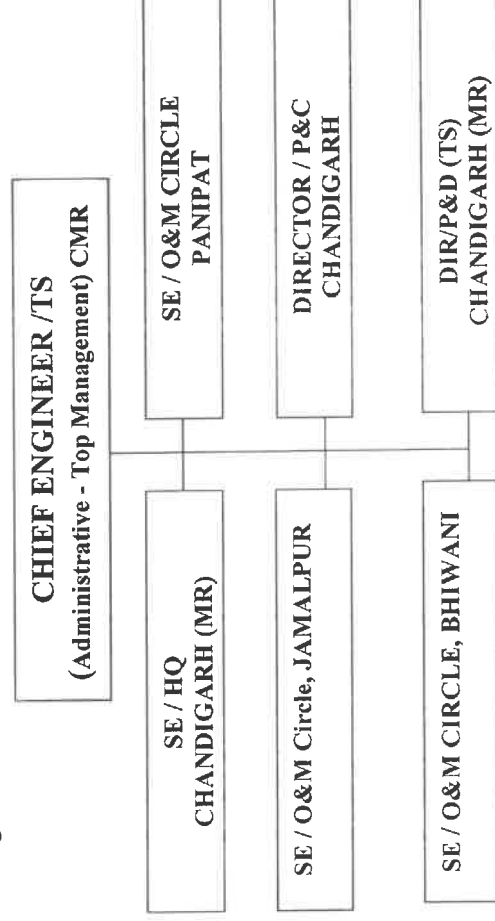 CHIEF ENGINEER /TS
(Administrative - Top Management) CMR
SE / HQ
CHANDIGARH (MR)
SE / O&M CIRCLE
PANIPAT
SE / O&M Circle, JAMALPUR
DIRECTOR / P&C
CHANDIGARH
SE / O&M CIRCLE, BHIWANI
DIR/P&D (TS)
CHANDIGARH (MR)